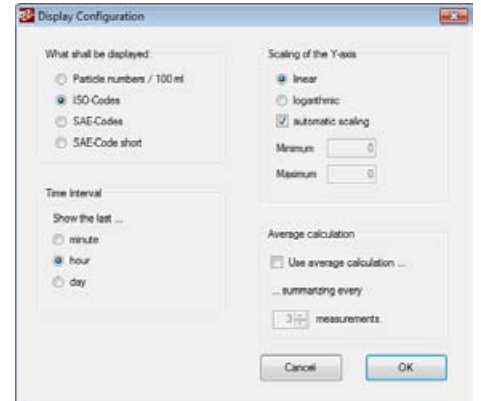 Display Configuration
What shall be displayed:
Particle numbers / 100 ml
ISO-Codes
SAE-Codes
SAE-Code short
Time Interval
Show the last ...
minute
hour
day
Scaling of the Y-axis
linear
logarithmic
automatic scaling
Minimum 0
Maximum 0
Average calculation
Use average calculation ...
... summarizing every
3 measurements.
Cancel OK